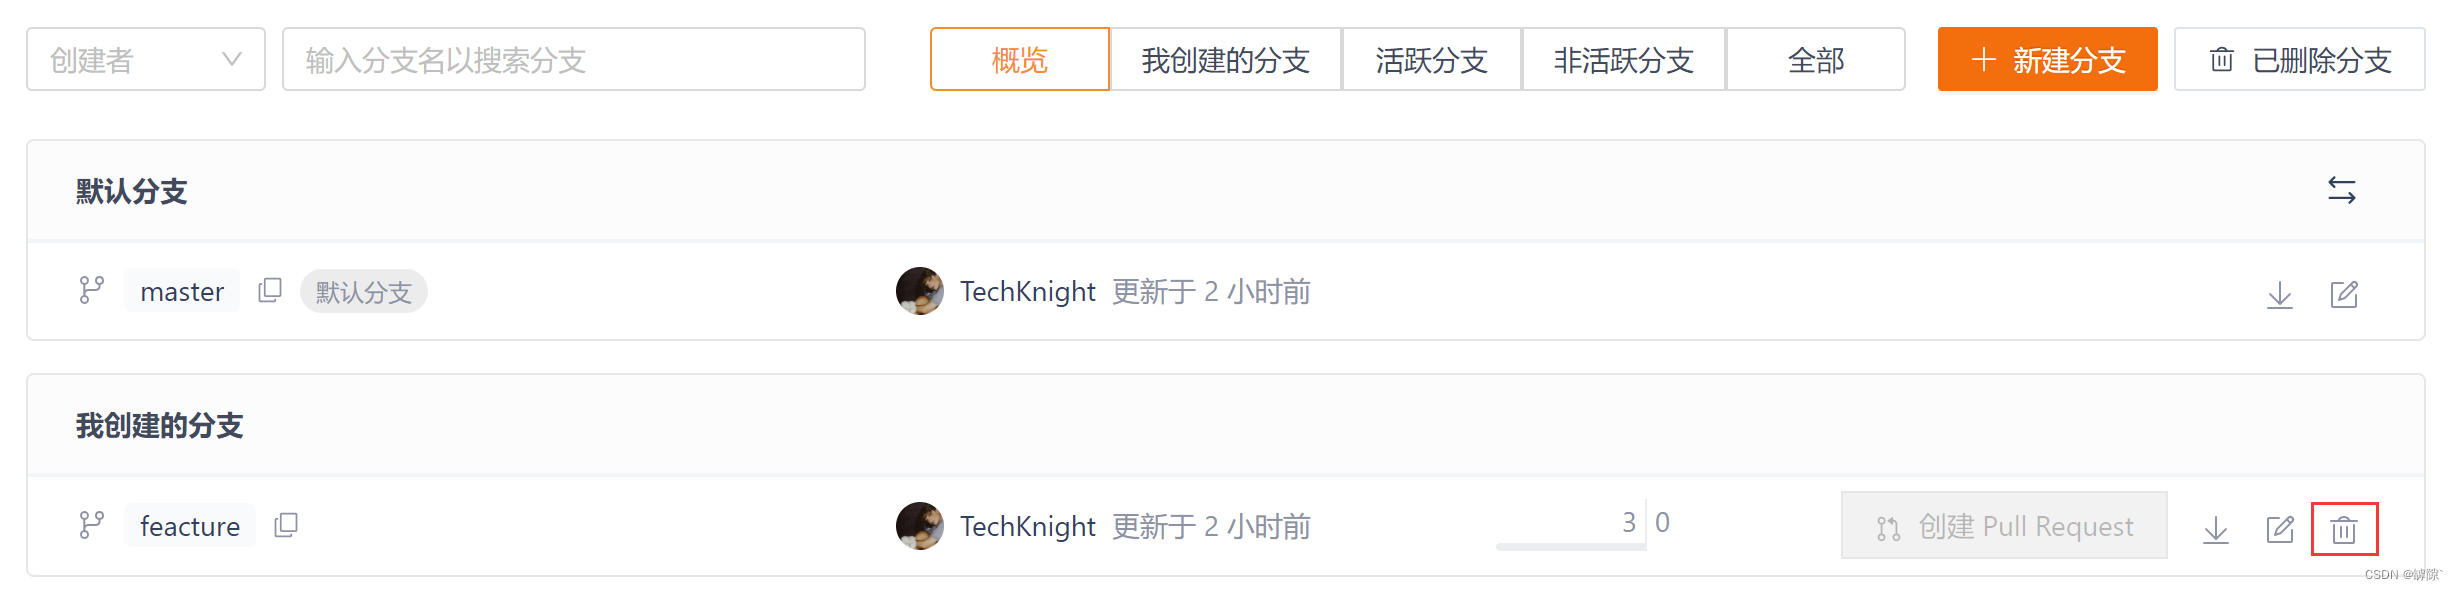 创建者 输入分支名以搜索分支 概览 我创建的分支 活跃分支 非活跃分支 全部 新建分支 已删除分支
默认分支
master 默认分支 TechKnight 更新于 2 小时前
我创建的分支
feacture TechKnight 更新于 2 小时前 3 0 创建 Pull Request
CSDN @罅隙`